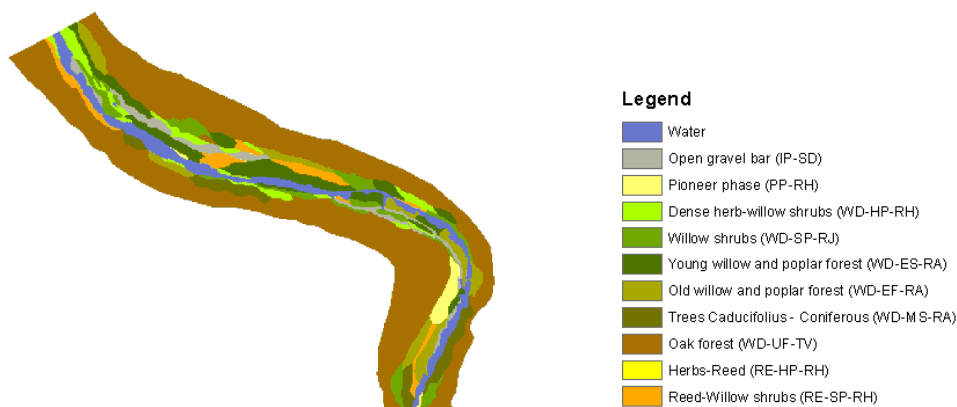 Legend
Water
Open gravel bar (IP-SD)
Pioneer phase (PP-RH)
Dense herb-willow shrubs (WD-HP-RH)
Willow shrubs (WD-SP-RJ)
Young willow and poplar forest (WD-ES-RA)
Old willow and poplar forest (WD-EF-RA)
Trees Caducifolius - Coniferous (WD-MS-RA)
Oak forest (WD-UF-TV)
Herbs-Reed (RE-HP-RH)
Reed-Willow shrubs (RE-SP-RH)